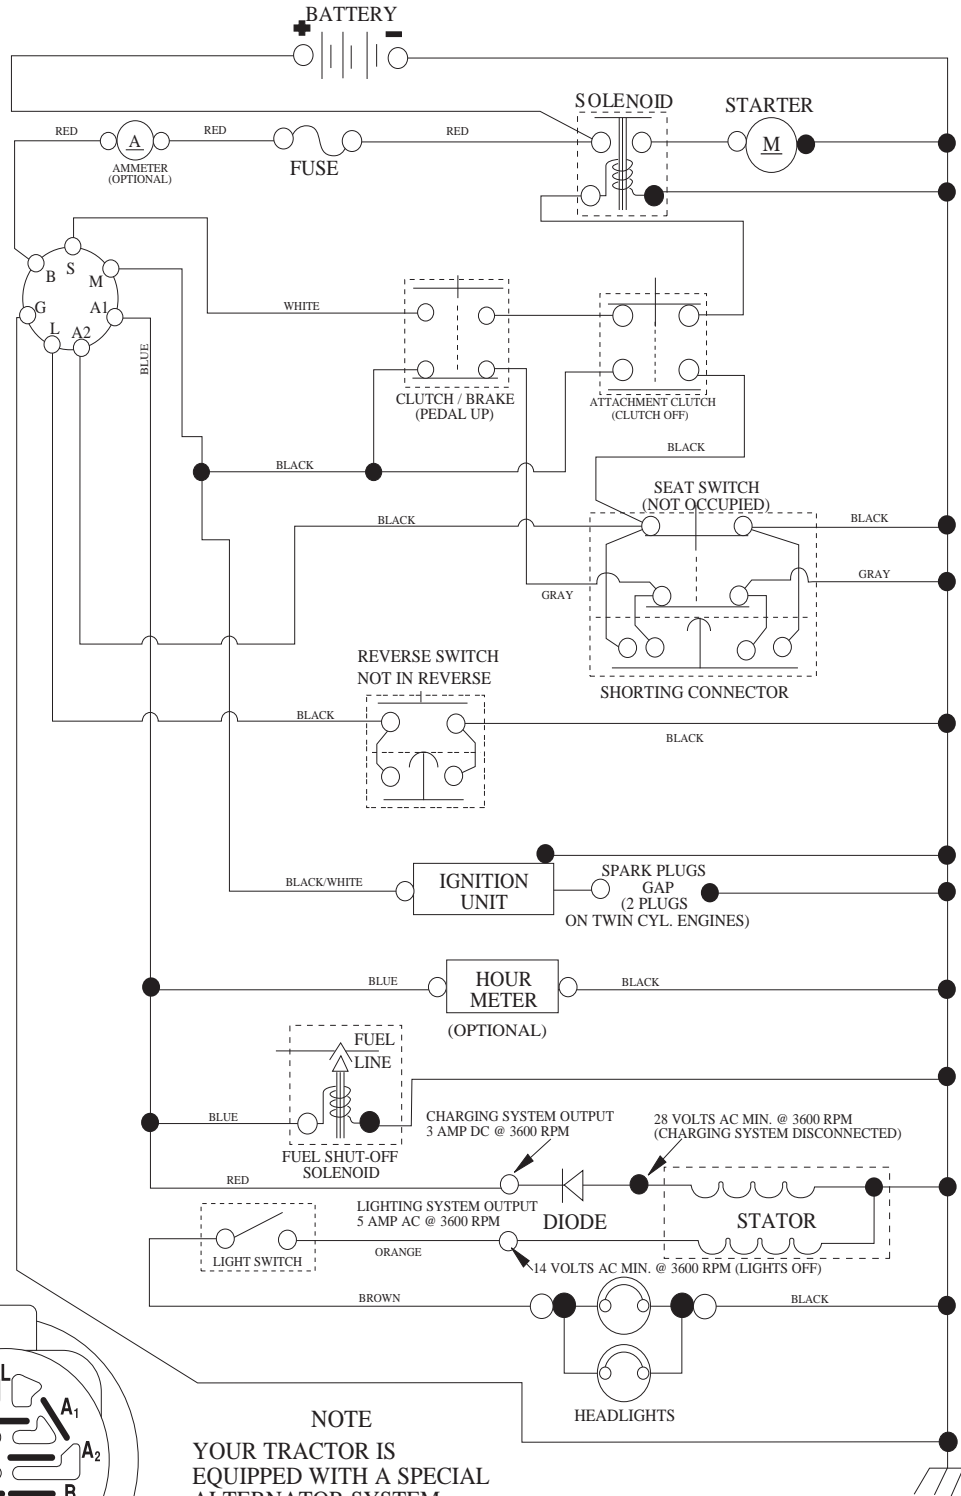 BATTERY
+ -
SOLENOID
STARTER
RED
A
RED
RED
M
AMMETER
(OPTIONAL)
FUSE
B
S
M
G
A1
L
A2
WHITE
BLUE
CLUTCH / BRAKE
(PEDAL UP)
ATTACHMENT CLUTCH
(CLUTCH OFF)
BLACK
BLACK
SEAT SWITCH
(NOT OCCUPIED)
BLACK
BLACK
GRAY
GRAY
SHORTING CONNECTOR
REVERSE SWITCH
NOT IN REVERSE
BLACK
BLACK
BLACK/WHITE
IGNITION
UNIT
SPARK PLUGS
GAP
(2 PLUGS
ON TWIN CYL. ENGINES)
BLUE
HOUR
METER
BLACK
(OPTIONAL)
FUEL
LINE
BLUE
FUEL SHUT-OFF
SOLENOID
CHARGING SYSTEM OUTPUT
3 AMP DC @ 3600 RPM
28 VOLTS AC MIN. @ 3600 RPM
(CHARGING SYSTEM DISCONNECTED)
RED
LIGHTING SYSTEM OUTPUT
5 AMP AC @ 3600 RPM
DIODE
STATOR
LIGHT SWITCH
ORANGE
14 VOLTS AC MIN. @ 3600 RPM (LIGHTS OFF)
BROWN
BLACK
HEADLIGHTS
L
A1
A2
B
NOTE
YOUR TRACTOR IS
EQUIPPED WITH A SPECIAL
ALTERNATOR SYSTEM